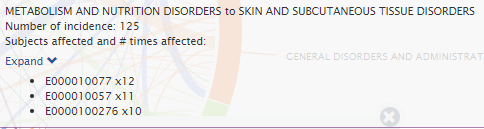 METABOLISM AND NUTRITION DISORDERS to SKIN AND SUBCUTANEOUS TISSUE DISORDERS
Number of incidence: 125
Subjects affected and # times affected:
GENERAL DISORDERS AND ADMINISTRAT
Expand
• E000010077 x12
• E000010057 x11
• E0000100276 x10